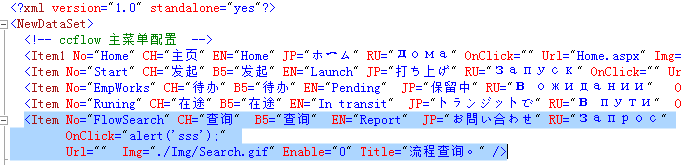 <?xml version="1.0" standalone="yes"?>
<NewDataSet>
<!-- ccflow 主菜单配置 -->
<Item1 No="Home" CH="主页" EN="Home" JP="ホーム" RU="дома" OnClick="" Url="Home.aspx" Img=
<Item No="Start" CH="发起" B5="发起" EN="Launch" JP="打ち上げ" RU="Запуск" OnClick="" Ur
<Item No="EmpWorks" CH="待办" B5="待办" EN="Pending" JP="保留中" RU="В ожидании" O
<Item No="Runing" CH="在途" B5="在途" EN="In transit" JP="トランジットで" RU="В пути" O
<Item No="FlowSearch" CH="查询" B5="查询" EN="Report" JP="お問い合わせ" RU="Запрос"
OnClick="alert('sss');"
Url="" Img="./Img/Search.gif" Enable="0" Title="流程查询。" />